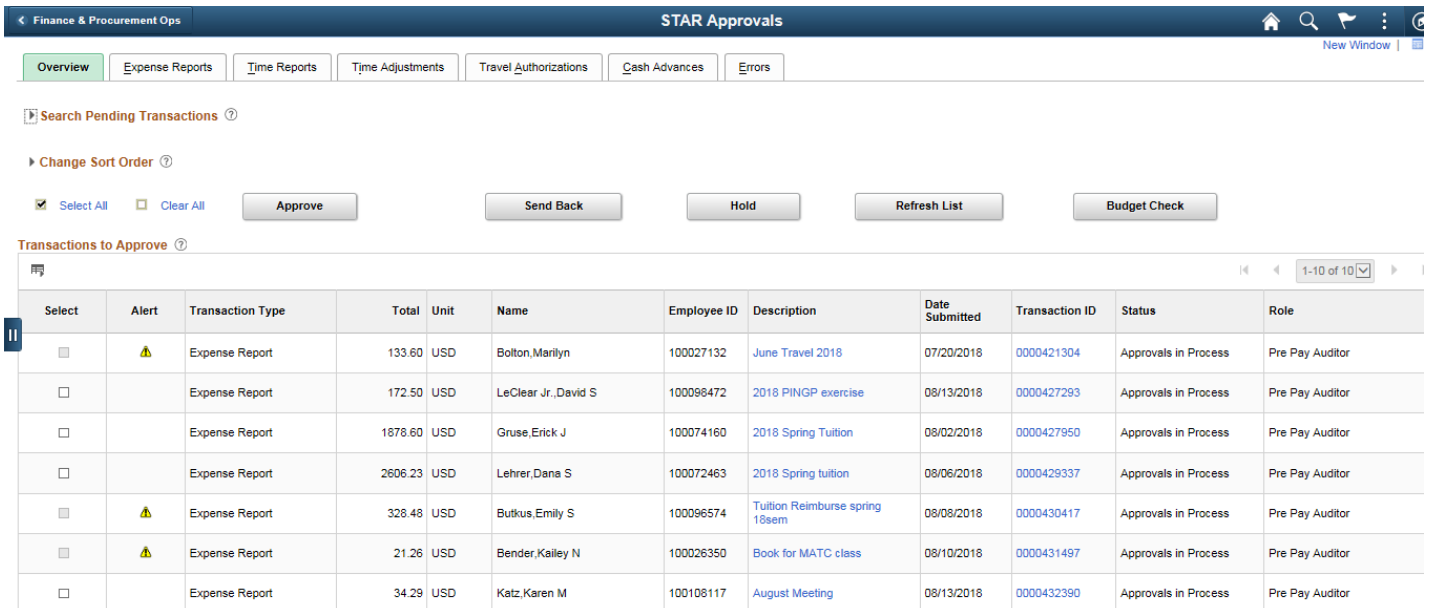 Finance & Procurement Ops STAR Approvals
New Window |
Overview Expense Reports Time Reports Time Adjustments Travel Authorizations Cash Advances Errors
Search Pending Transactions ?
Change Sort Order ?
Select All Clear All Approve Send Back Hold Refresh List Budget Check
Transactions to Approve ?
1-10 of 10
Select Alert Transaction Type Total Unit Name Employee ID Description Date Submitted Transaction ID Status Role
Expense Report 133.60 USD Bolton,Marilyn 100027132 June Travel 2018 07/20/2018 0000421304 Approvals in Process Pre Pay Auditor
Expense Report 172.50 USD LeClear Jr.,David S 100098472 2018 PINGP exercise 08/13/2018 0000427293 Approvals in Process Pre Pay Auditor
Expense Report 1878.60 USD Gruse,Erick J 100074160 2018 Spring Tuition 08/02/2018 0000427950 Approvals in Process Pre Pay Auditor
Expense Report 2606.23 USD Lehrer,Dana S 100072463 2018 Spring tuition 08/06/2018 0000429337 Approvals in Process Pre Pay Auditor
Expense Report 328.48 USD Butkus,Emily S 100096574 Tuition Reimburse spring 18sem 08/08/2018 0000430417 Approvals in Process Pre Pay Auditor
Expense Report 21.26 USD Bender,Kailey N 100026350 Book for MATC class 08/10/2018 0000431497 Approvals in Process Pre Pay Auditor
Expense Report 34.29 USD Katz,Karen M 100108117 August Meeting 08/13/2018 0000432390 Approvals in Process Pre Pay Auditor